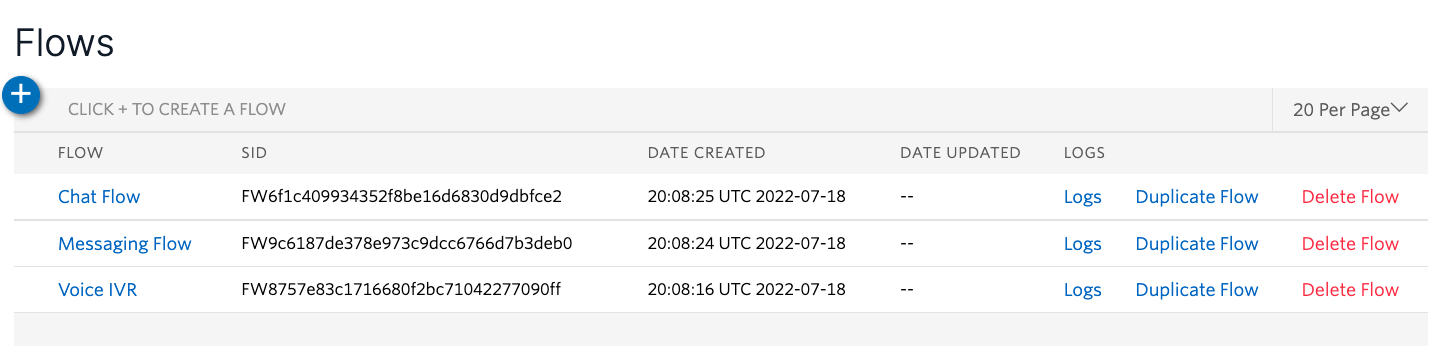 Flows
+
CLICK + TO CREATE A FLOW 20 Per Page
FLOW SID DATE CREATED DATE UPDATED LOGS
Chat Flow FW6f1c409934352f8be16d6830d9dbfce2 20:08:25 UTC 2022-07-18 -- Logs Duplicate Flow Delete Flow
Messaging Flow FW9c6187de378e973c9dcc6766d7b3deb0 20:08:24 UTC 2022-07-18 -- Logs Duplicate Flow Delete Flow
Voice IVR FW8757e83c1716680f2bc71042277090ff 20:08:16 UTC 2022-07-18 -- Logs Duplicate Flow Delete Flow